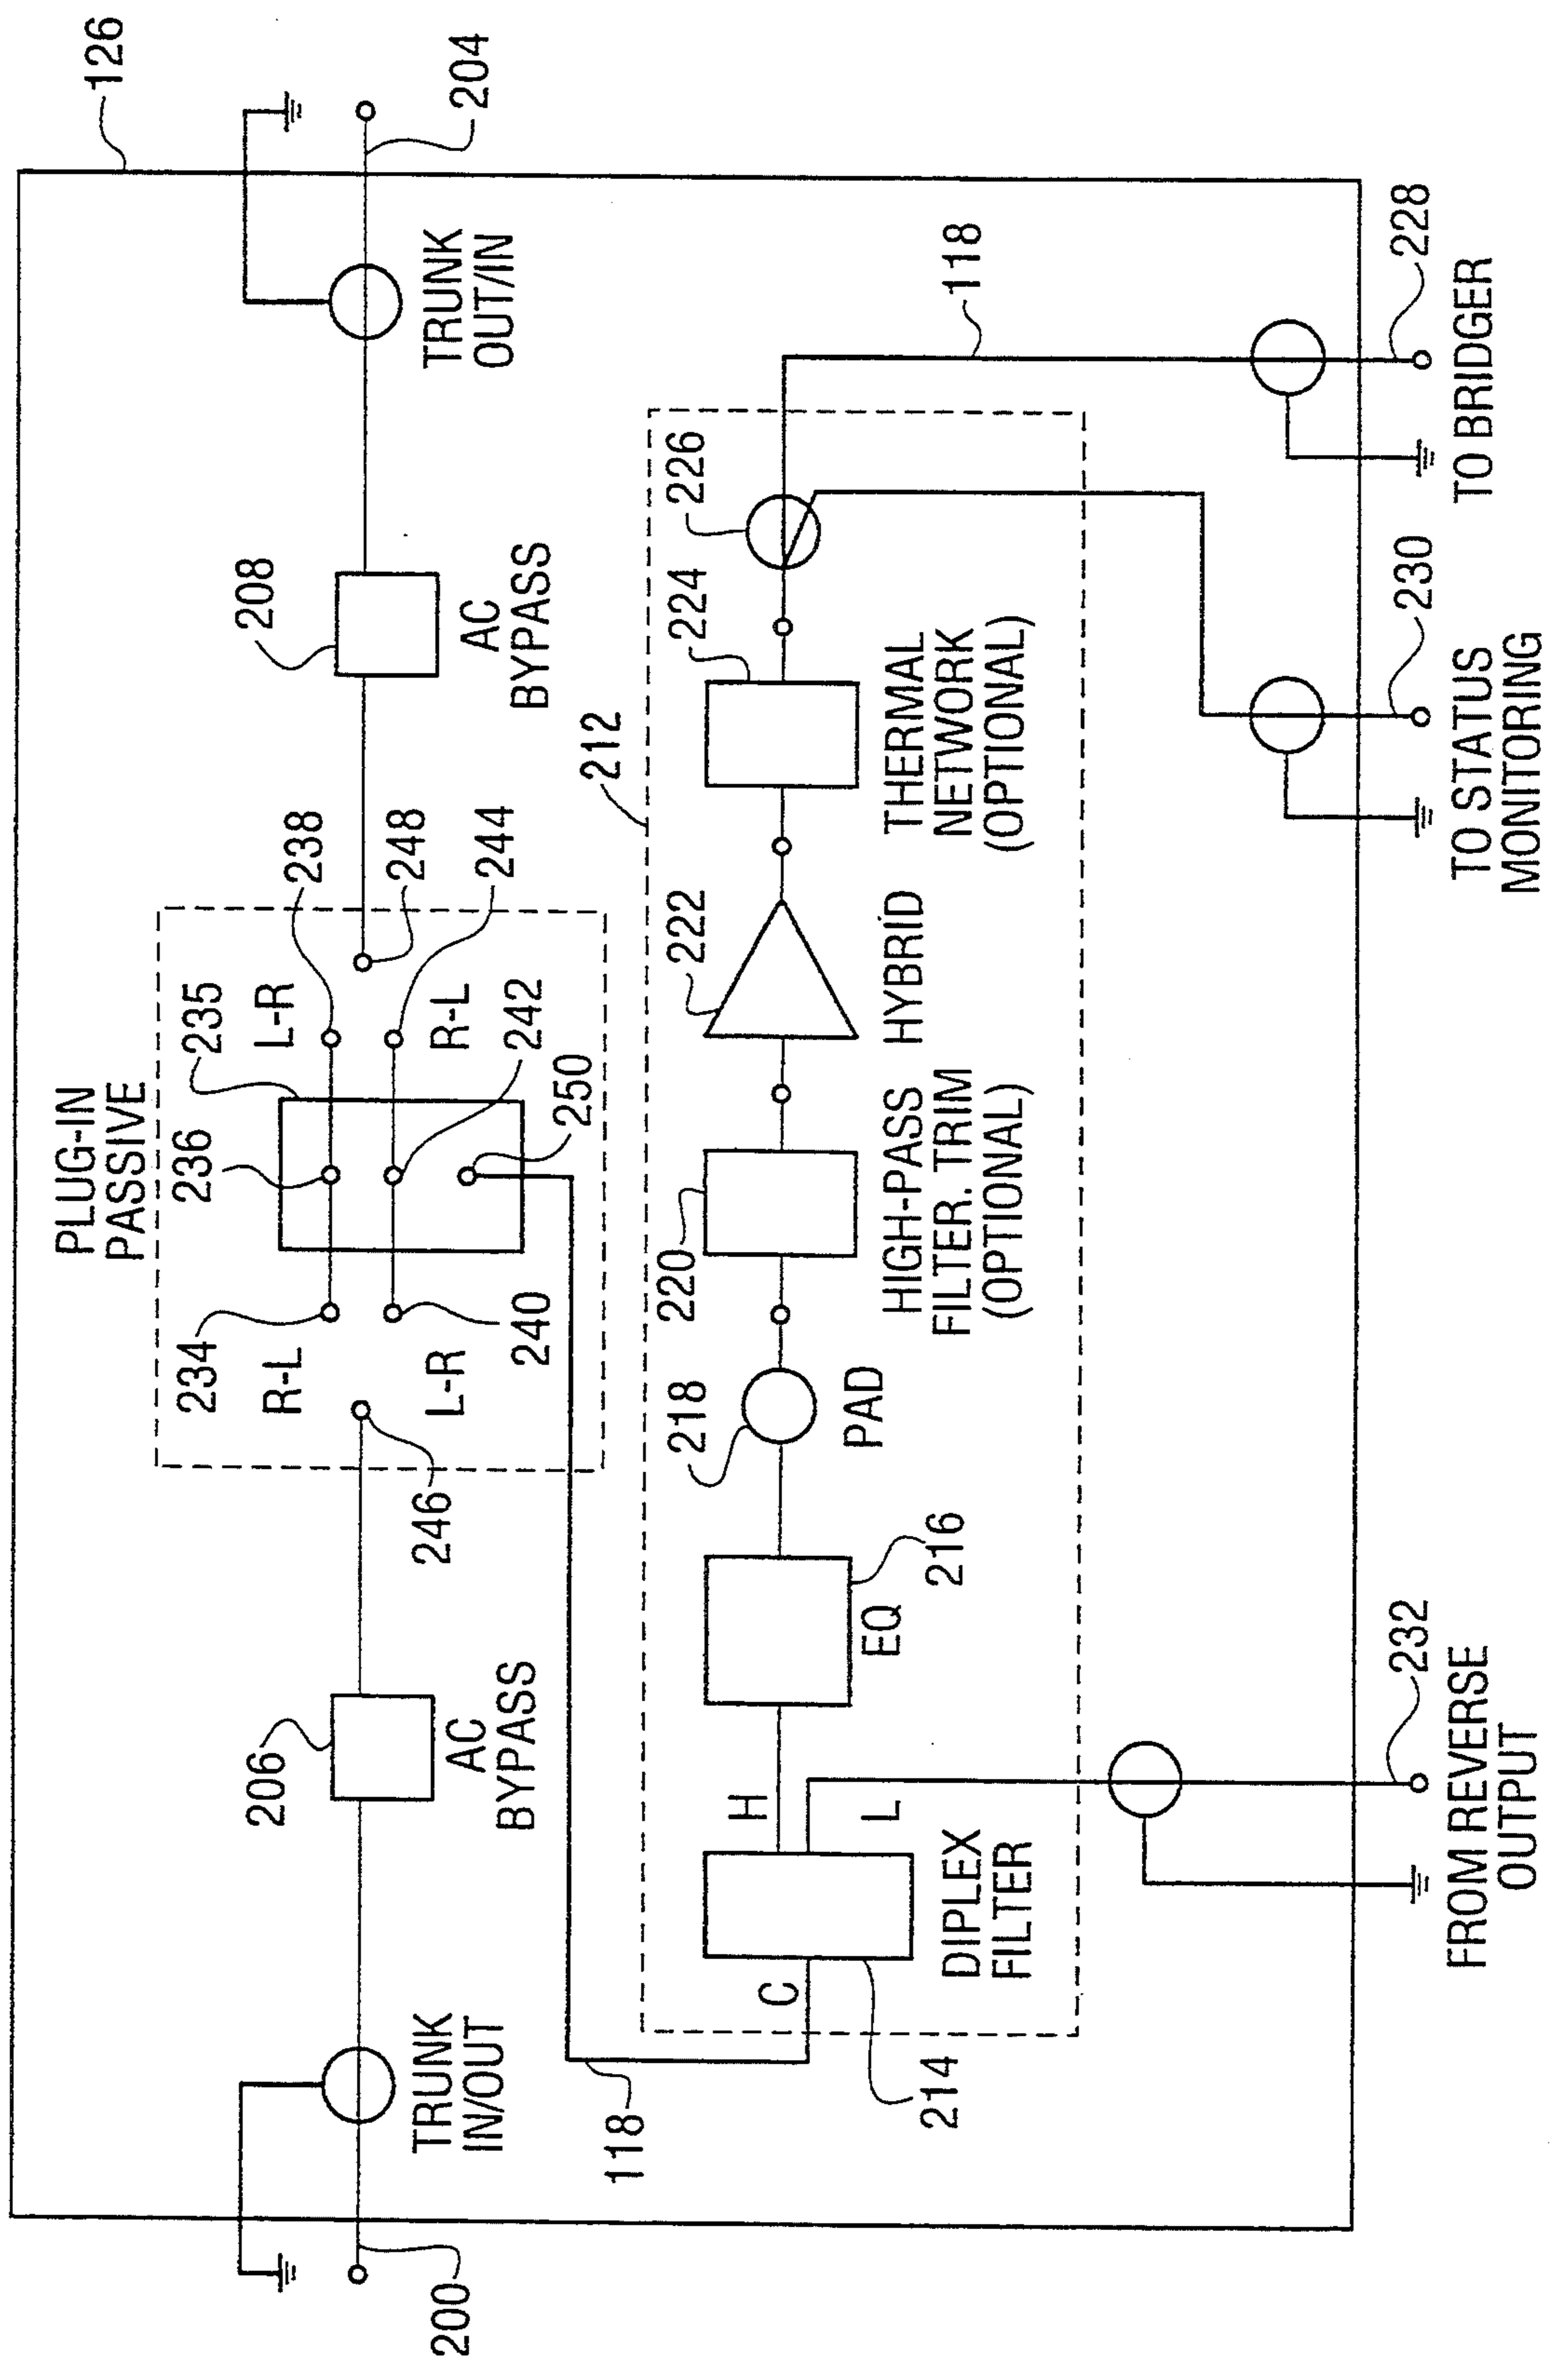 126
200
TRUNK
IN/OUT
206
AC
BYPASS
246
PLUG-IN
PASSIVE
234
R-L
L-R
240
236
235
L-R
238
248
244
R-L
242
250
208
AC
BYPASS
TRUNK
OUT/IN
204
118
212
C
214
DIPLEX
FILTER
H
L
EQ
216
218
PAD
220
HIGH-PASS
FILTER. TRIM
(OPTIONAL)
222
HYBRID
224
THERMAL
NETWORK
(OPTIONAL)
226
118
232
FROM REVERSE
OUTPUT
230
TO STATUS
MONITORING
228
TO BRIDGER